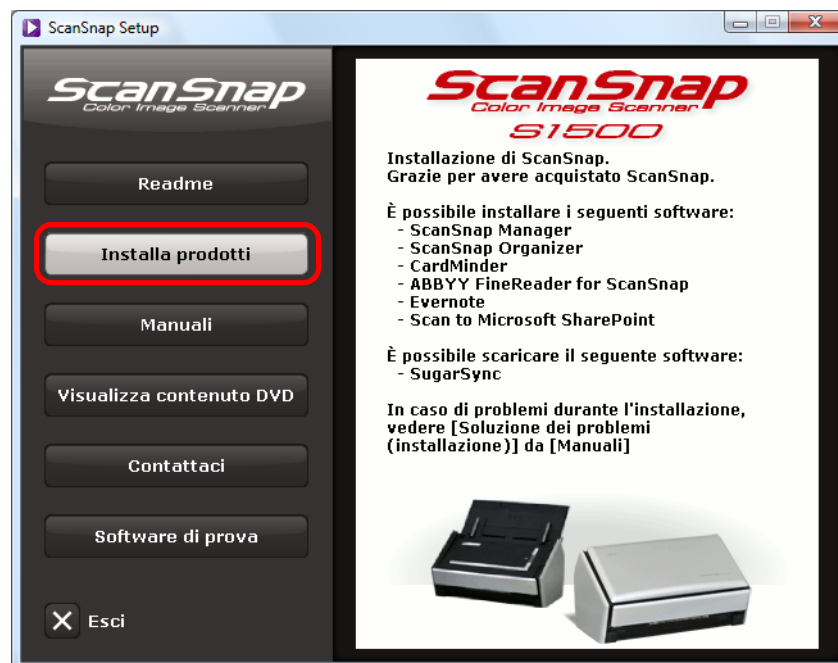 ScanSnap Setup
ScanSnap
Color Image Scanner
Readme
Installa prodotti
Manuali
Visualizza contenuto DVD
Contattaci
Software di prova
Esci
ScanSnap
Color Image Scanner
S1500
Installazione di ScanSnap.
Grazie per avere acquistato ScanSnap.
È possibile installare i seguenti software:
- ScanSnap Manager
- ScanSnap Organizer
- CardMinder
- ABBYY FineReader for ScanSnap
- Evernote
- Scan to Microsoft SharePoint
È possibile scaricare il seguente software:
- SugarSync
In caso di problemi durante l'installazione,
vedere [Soluzione dei problemi
(installazione)] da [Manuali]